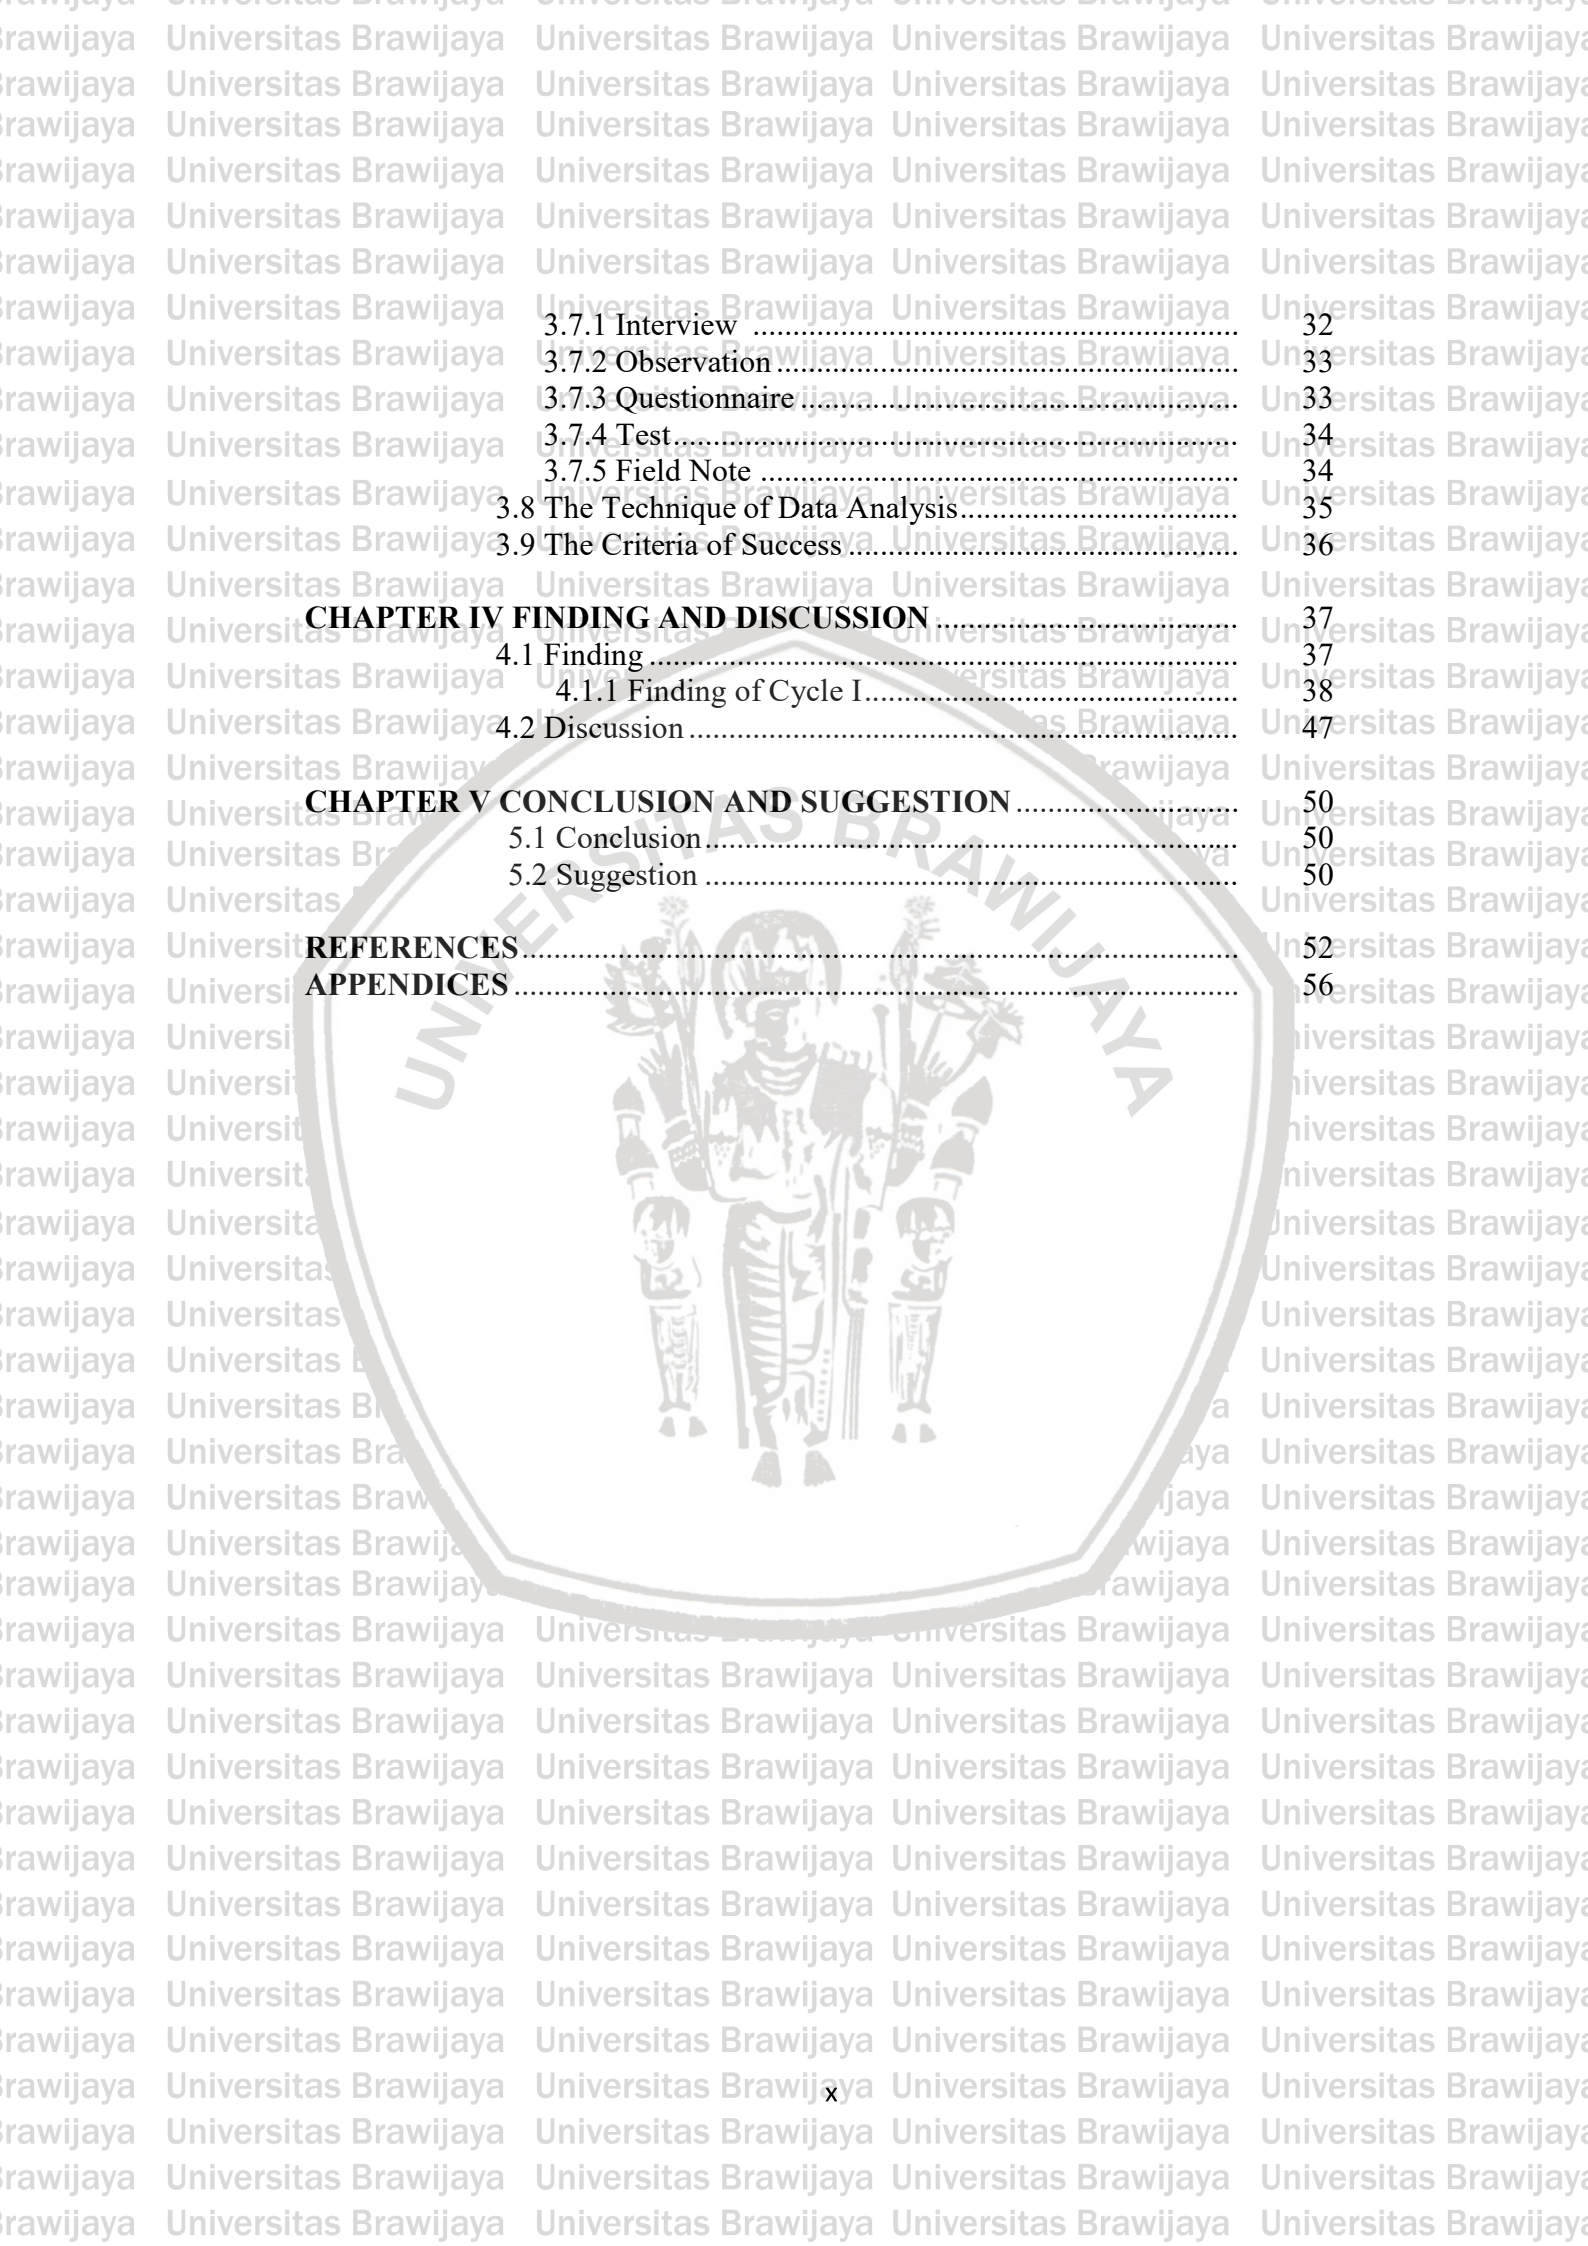 3.7.1 Interview ........ 32
3.7.2 Observation ........ 33
3.7.3 Questionnaire ........ 33
3.7.4 Test ........ 34
3.7.5 Field Note ........ 34
3.8 The Technique of Data Analysis ........ 35
3.9 The Criteria of Success ........ 36
CHAPTER IV FINDING AND DISCUSSION ........ 37
4.1 Finding ........ 37
4.1.1 Finding of Cycle I ........ 38
4.2 Discussion ........ 47
CHAPTER V CONCLUSION AND SUGGESTION ........ 50
5.1 Conclusion ........ 50
5.2 Suggestion ........ 50
REFERENCES ........ 52
APPENDICES ........ 56
UNIVERSITAS BRAWIJAYA
x